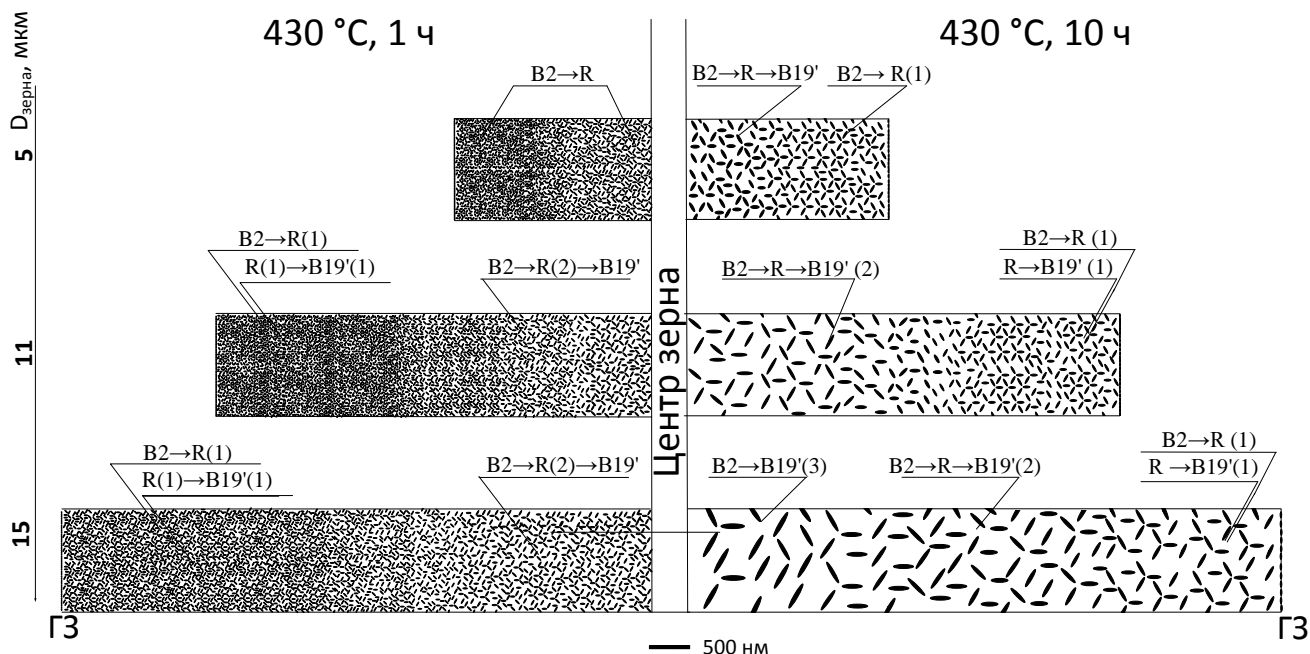 430 °C, 1 ч
430 °C, 10 ч
Dзерна, мкм
5
B2→R
B2→R→B19'
B2→ R(1)
11
B2→R(1)
R(1)→B19'(1)
B2→R(2)→B19'
Центр зерна
B2→R→B19' (2)
B2→R (1)
R→B19' (1)
15
B2→R(1)
R(1)→B19'(1)
B2→R(2)→B19'
B2→B19'(3)
B2→R→B19'(2)
B2→R (1)
R →B19'(1)
ГЗ
500 нм
ГЗ